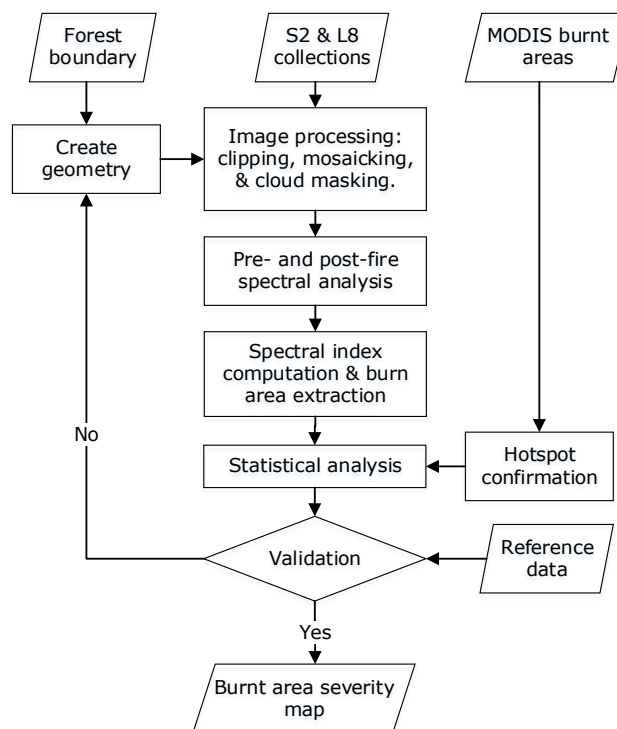 Forest
boundary
S2 & L8
collections
MODIS burnt
areas
Create
geometry
Image processing:
clipping, mosaicking,
& cloud masking.
Pre- and post-fire
spectral analysis
Spectral index
computation & burn
area extraction
No
Statistical analysis
Hotspot
confirmation
Validation
Reference
data
Yes
Burnt area severity
map